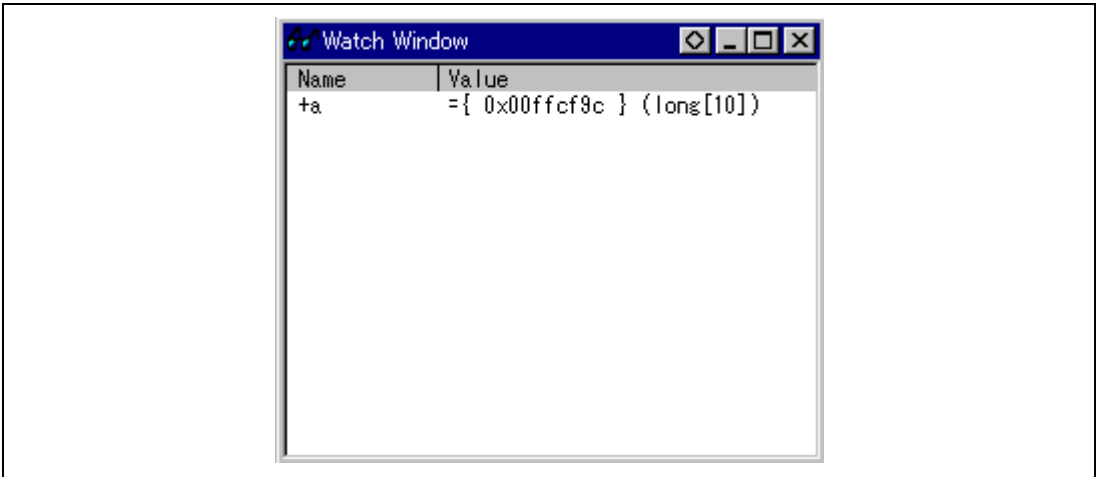 Watch Window
Name Value
+a ={ 0x00ffcf9c } (long[10])